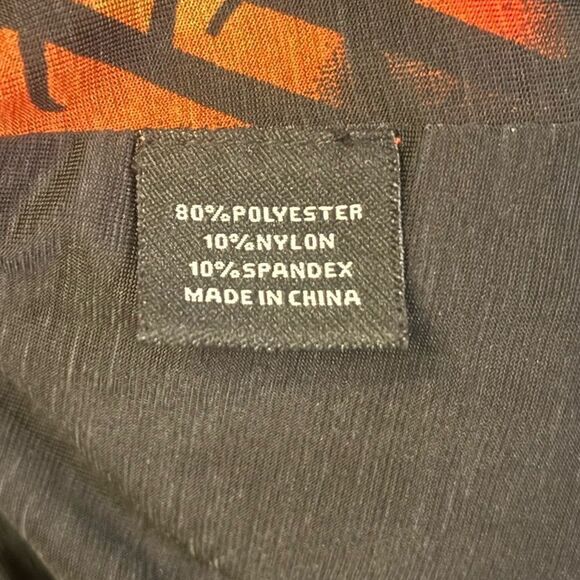 80%POLYESTER
10%NYLON
10%SPANDEX
MADE IN CHINA